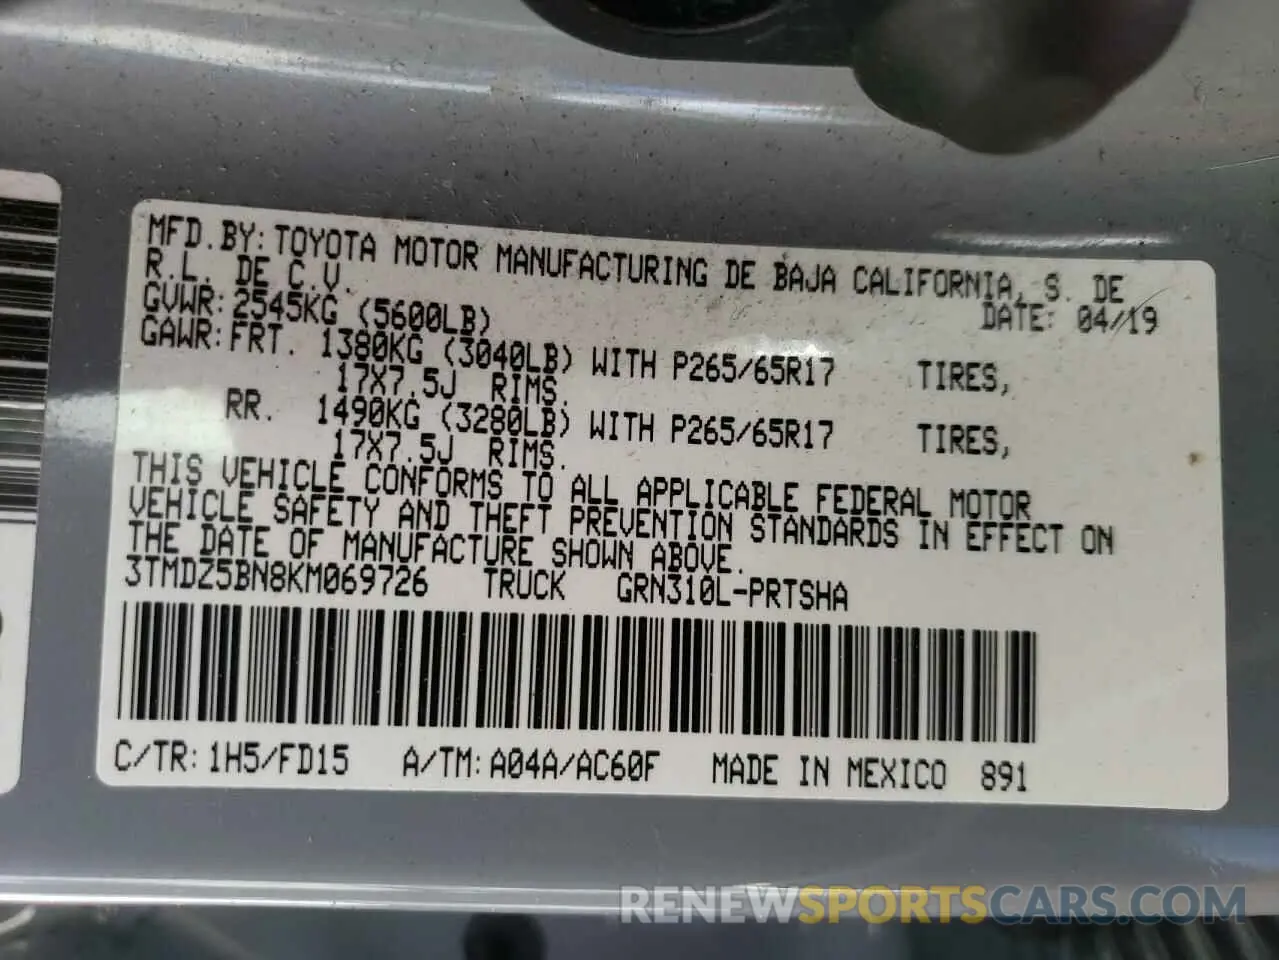 MFD. BY: TOYOTA MOTOR MANUFACTURING DE BAJA CALIFORNIA, S. DE
R.L. DE C.V.
DATE: 04/19
GVWR: 2545KG (5600LB)
GAWR: FRT. 1380KG (3040LB) WITH P265/65R17 TIRES,
17X7.5J RIMS.
RR. 1490KG (3280LB) WITH P265/65R17 TIRES,
17X7.5J RIMS.
THIS VEHICLE CONFORMS TO ALL APPLICABLE FEDERAL MOTOR
VEHICLE SAFETY AND THEFT PREVENTION STANDARDS IN EFFECT ON
THE DATE OF MANUFACTURE SHOWN ABOVE.
3TMDZ5BN8KM069726 TRUCK GRN310L-PRTSHA
C/TR: 1H5/FD15 A/TM: A04A/AC60F MADE IN MEXICO 891
RENEWSPORTSCARS.COM